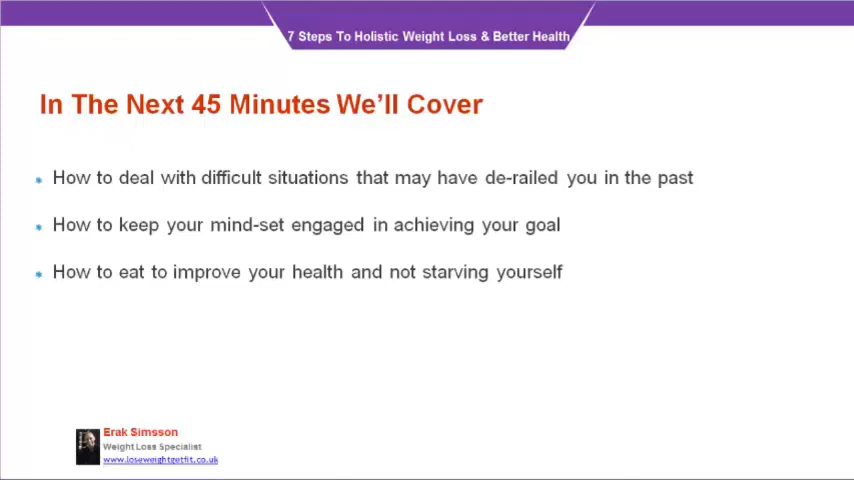 7 Steps To Holistic Weight Loss & Better Health
In The Next 45 Minutes We'll Cover
How to deal with difficult situations that may have de-railed you in the past
How to keep your mind-set engaged in achieving your goal
How to eat to improve your health and not starving yourself
Erak Simsson
Weight Loss Specialist
www.loseweightgetfit.co.uk